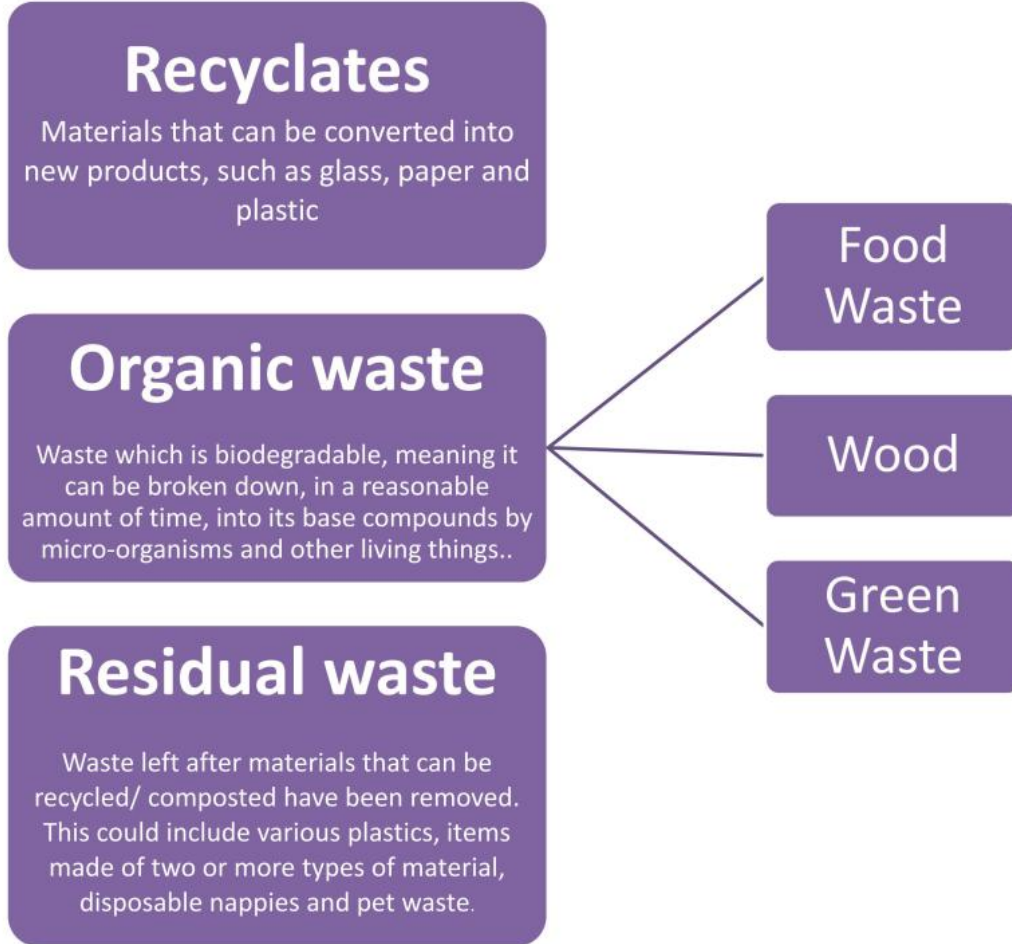 Recyclates
Materials that can be converted into
new products, such as glass, paper and
plastic
Organic waste
Waste which is biodegradable, meaning it
can be broken down, in a reasonable
amount of time, into its base compounds by
micro-organisms and other living things..
Residual waste
Waste left after materials that can be
recycled/ composted have been removed.
This could include various plastics, items
made of two or more types of material,
disposable nappies and pet waste.
Food
Waste
Wood
Green
Waste